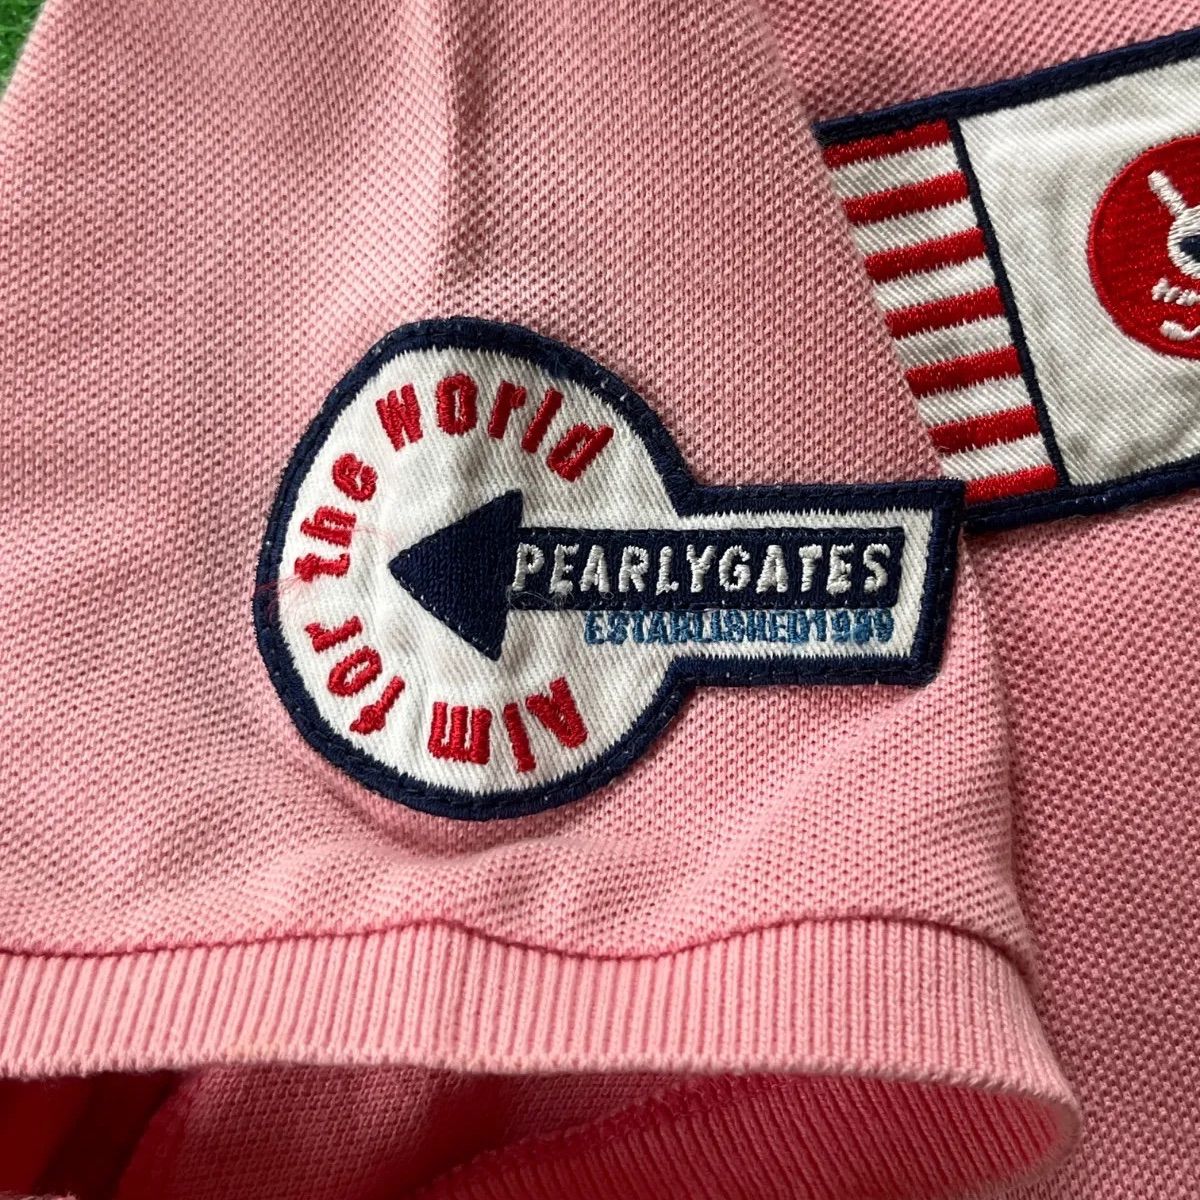 Aim for the World
PEARLYGATES
ESTABLISHED1989